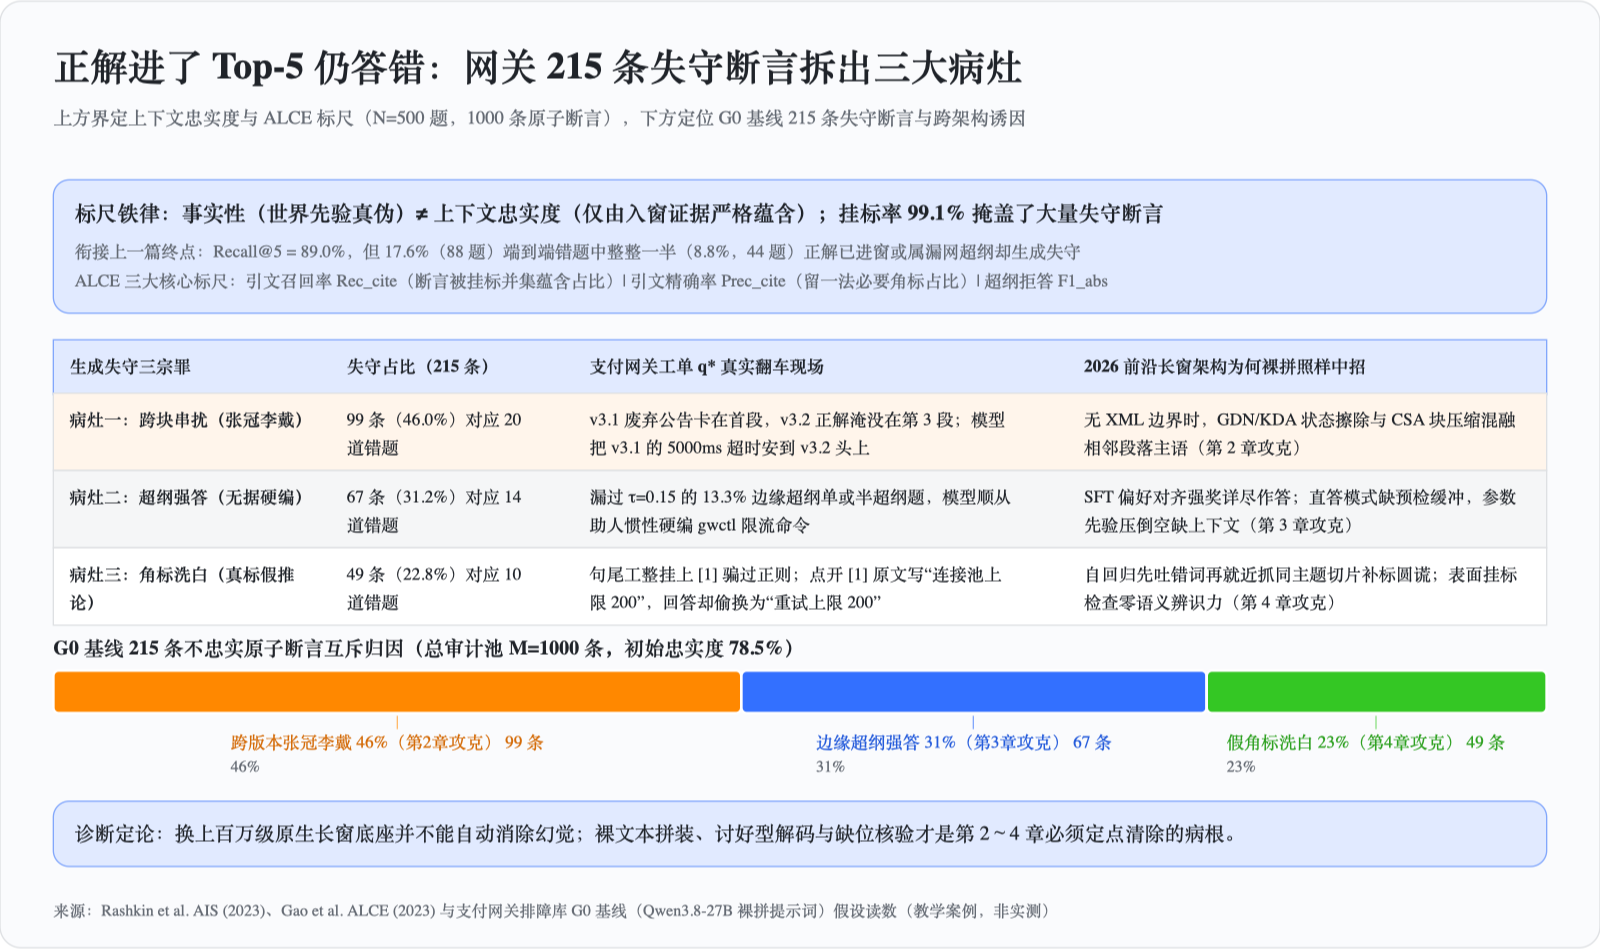 正解进了 Top-5 仍答错：网关 215 条失守断言拆出三大病灶
上方界定上下文忠实度与 ALCE 标尺（N=500 题，1000 条原子断言），下方定位 G0 基线 215 条失守断言与跨架构诱因
标尺铁律：事实性（世界先验真伪）≠ 上下文忠实度（仅由入窗证据严格蕴含）；挂标率 99.1% 掩盖了大量失守断言
衔接上一篇终点：Recall@5 = 89.0%，但 17.6%（88 题）端到端错题中整整一半（8.8%，44 题）正解已进窗或属漏网超纲却生成失守
ALCE 三大核心标尺：引文召回率 Rec_cite（断言被挂标并集蕴含占比）| 引文精确率 Prec_cite（留一法必要角标占比）| 超纲拒答 F1_abs
生成失守三宗罪
失守占比（215 条）
支付网关工单 q* 真实翻车现场
2026 前沿长窗架构为何裸拼照样中招
病灶一：跨块串扰（张冠李戴）
99 条（46.0%）对应 20
道错题
v3.1 废弃公告卡在首段，v3.2 正解淹没在第 3 段；模型
把 v3.1 的 5000ms 超时安到 v3.2 头上
无 XML 边界时，GDN/KDA 状态擦除与 CSA 块压缩混融
相邻段落主语（第 2 章攻克）
病灶二：超纲强答（无据硬编）
67 条（31.2%）对应 14
道错题
漏过 τ=0.15 的 13.3% 边缘超纲单或半超纲题，模型顺从
助人惯性硬编 gwctl 限流命令
SFT 偏好对齐强奖详尽作答；直答模式缺预检缓冲，参数
先验压倒空缺上下文（第 3 章攻克）
病灶三：角标洗白（真标假推
论）
49 条（22.8%）对应 10
道错题
句尾工整挂上 [1] 骗过正则；点开 [1] 原文写“连接池上
限 200”，回答却偷换为“重试上限 200”
自回归先吐错词再就近抓同主题切片补标圆谎；表面挂标
检查零语义辨识力（第 4 章攻克）
G0 基线 215 条不忠实原子断言互斥归因（总审计池 M=1000 条，初始忠实度 78.5%）
跨版本张冠李戴 46%（第2章攻克） 99 条
46%
边缘超纲强答 31%（第3章攻克） 67 条
31%
假角标洗白 23%（第4章攻克） 49 条
23%
诊断定论：换上百万级原生长窗底座并不能自动消除幻觉；裸文本拼装、讨好型解码与缺位核验才是第 2 ~ 4 章必须定点清除的病根。
来源：Rashkin et al. AIS (2023)、Gao et al. ALCE (2023) 与支付网关排障库 G0 基线（Qwen3.8-27B 裸拼提示词）假设读数（教学案例，非实测）